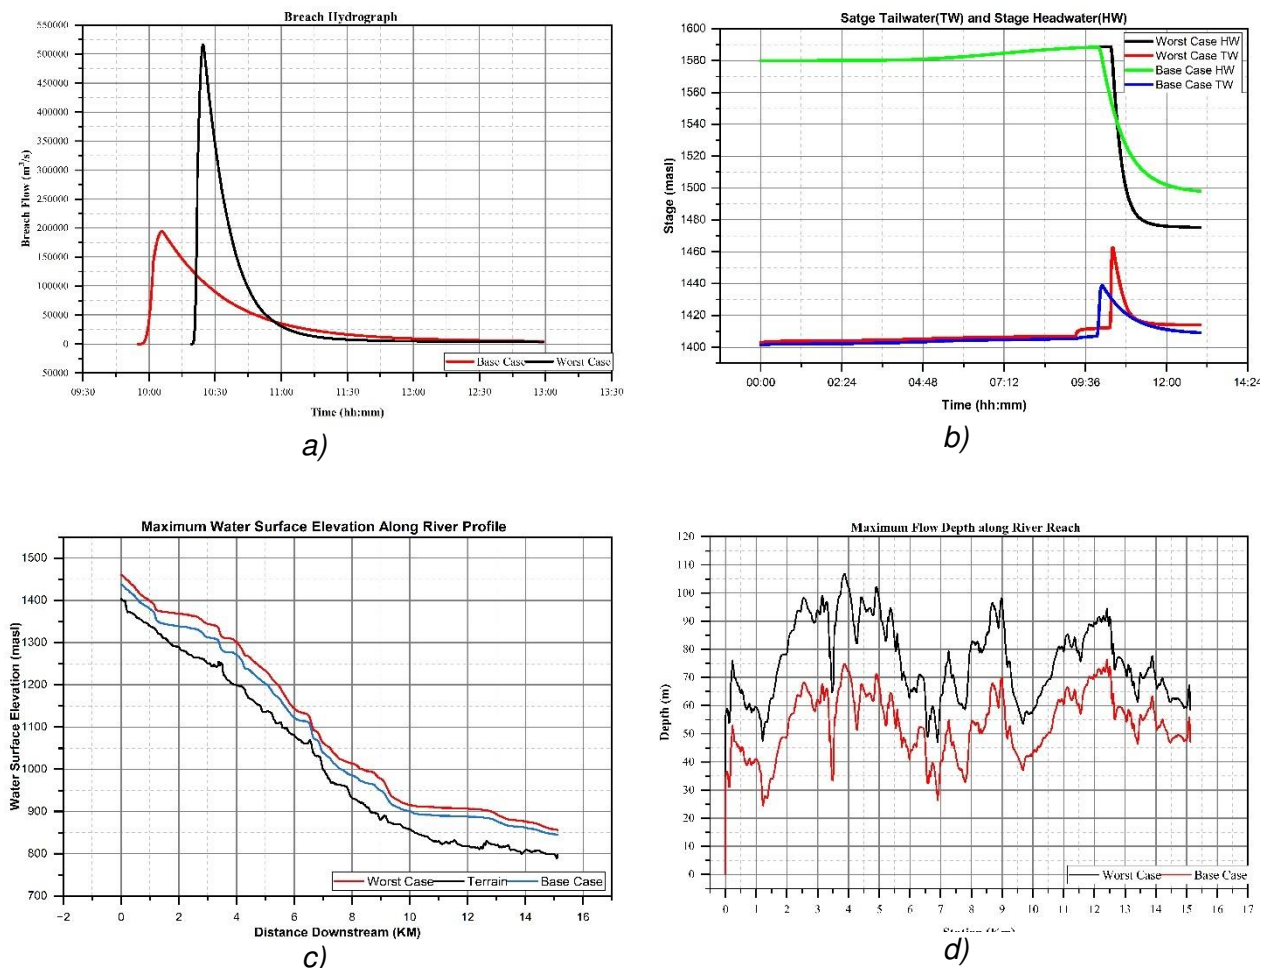 Breach Hydrograph
550000
500000
450000
400000
350000
300000
250000
200000
150000
100000
50000
0
50000
Breach Flow (m³/s)
Base Case
Worst Case
09:30 10:00 10:30 11:00 11:30 12:00 12:30 13:00 13:30
Time (hh:mm)
a)
Satge Tailwater(TW) and Stage Headwater(HW)
1600
1580
1560
1540
1520
1500
1480
1460
1440
1420
1400
Stage (masl)
Worst Case HW
Worst Case TW
Base Case HW
Base Case TW
00:00 02:24 04:48 07:12 09:36 12:00 14:24
Time (hh:mm)
b)
Maximum Water Surface Elevation Along River Profile
1500
1400
1300
1200
1100
1000
900
800
700
Water Surface Elevation (masl)
Worst Case
Terrain
Base Case
−2 0 2 4 6 8 10 12 14 16
Distance Downstream (KM)
c)
Maximum Flow Depth along River Reach
120
110
100
90
80
70
60
50
40
30
20
10
0
Depth (m)
Worst Case
Base Case
0 1 2 3 4 5 6 7 8 9 10 11 12 13 14 15 16 17
Station (Km)
d)